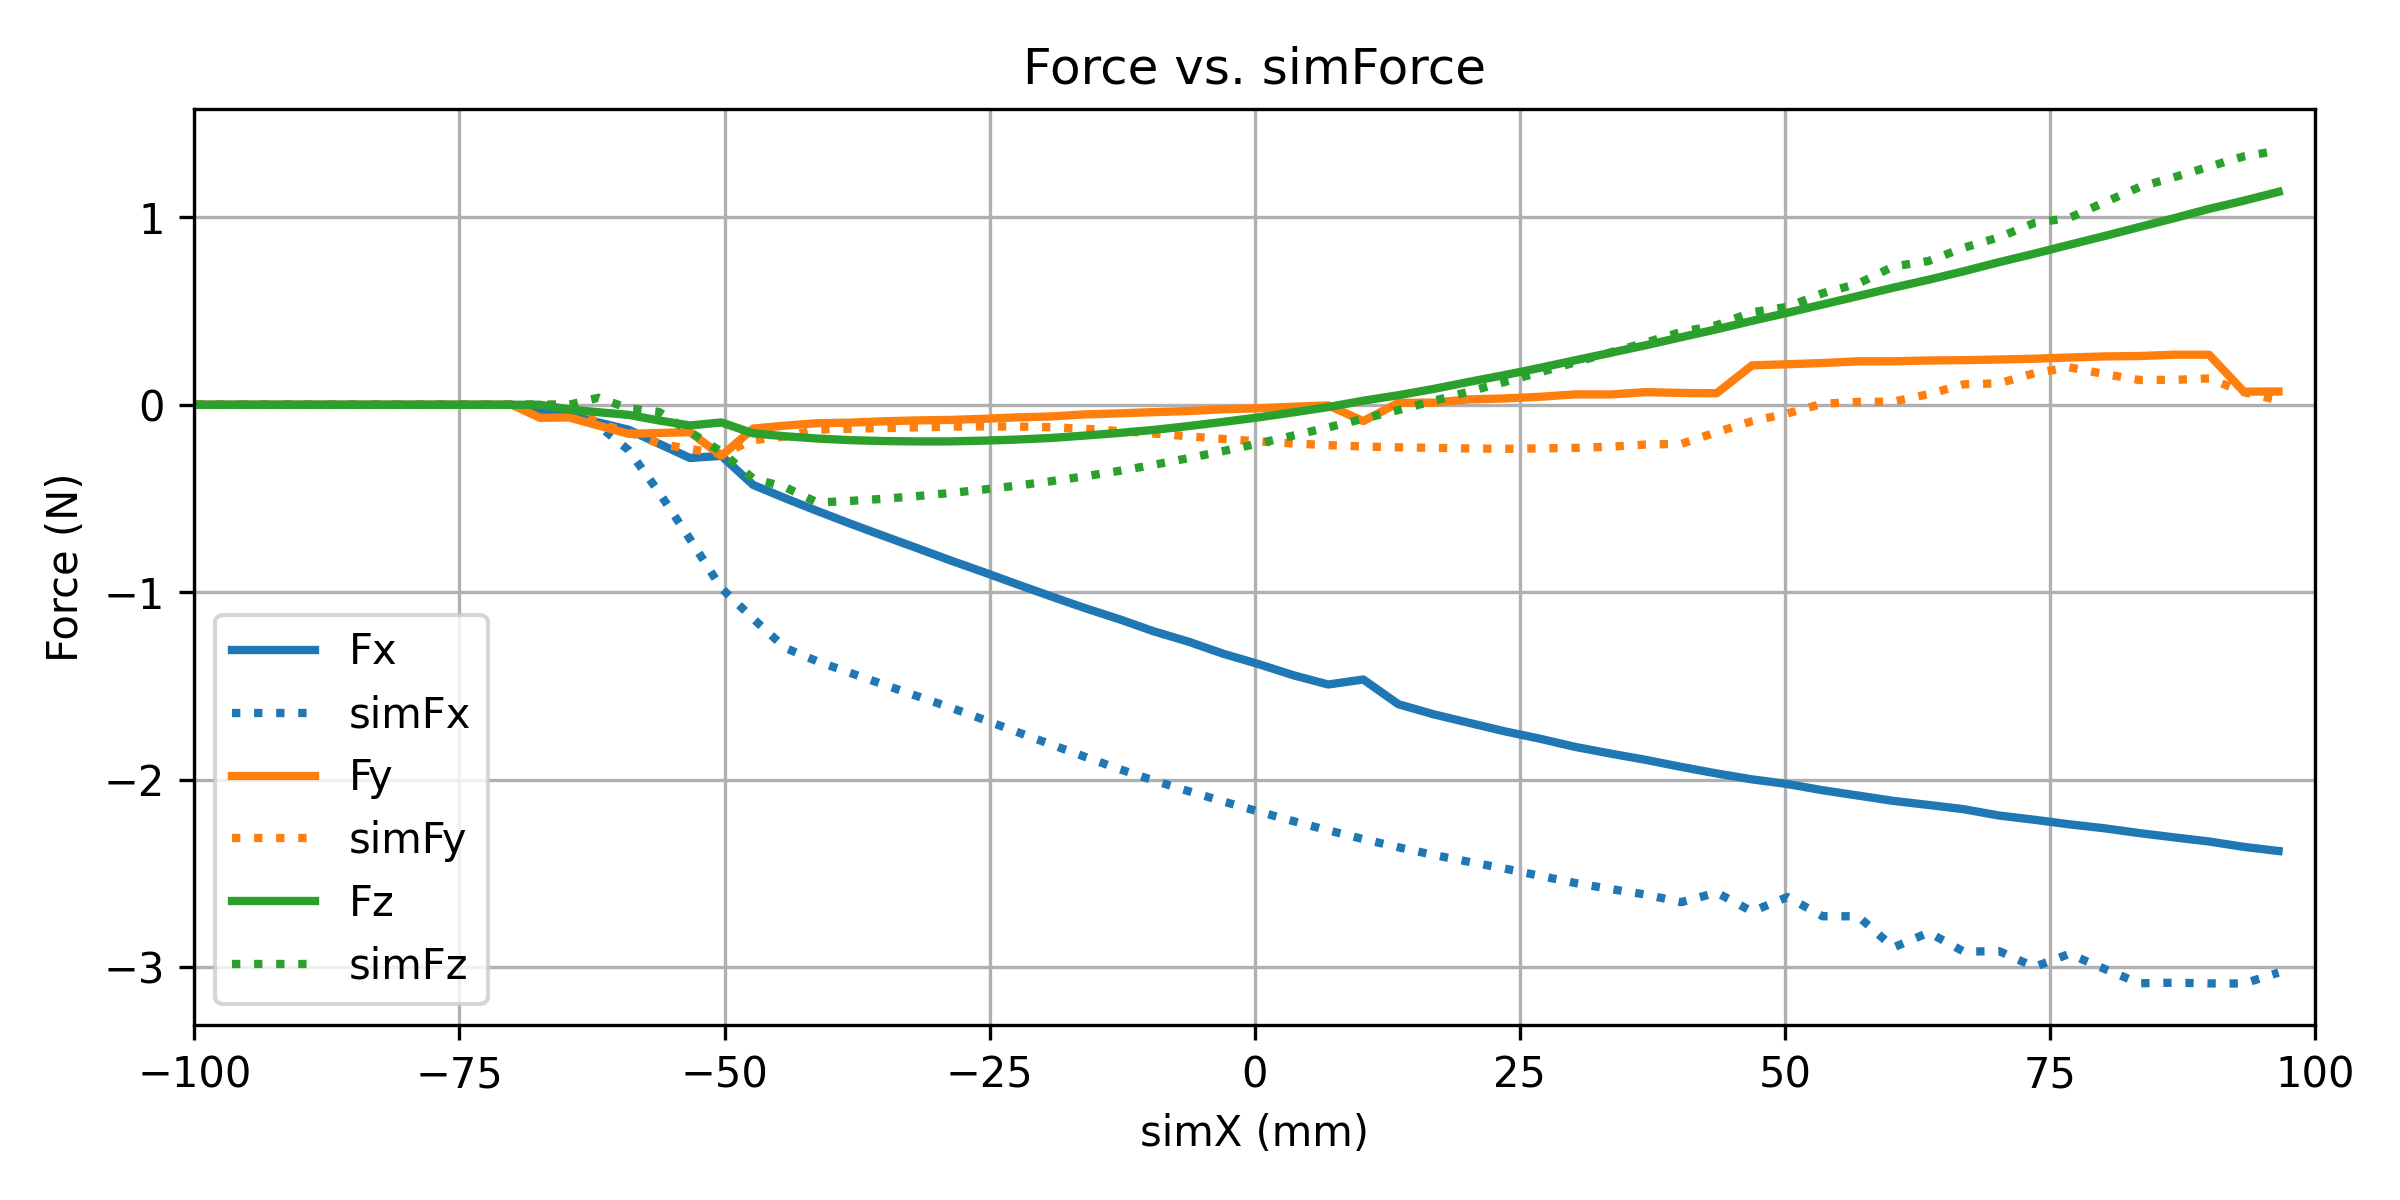 Force vs. simForce
Force (N)
1
0
−1
−2
−3
Fx
simFx
Fy
simFy
Fz
simFz
−100 −75 −50 −25 0 25 50 75 100
simX (mm)